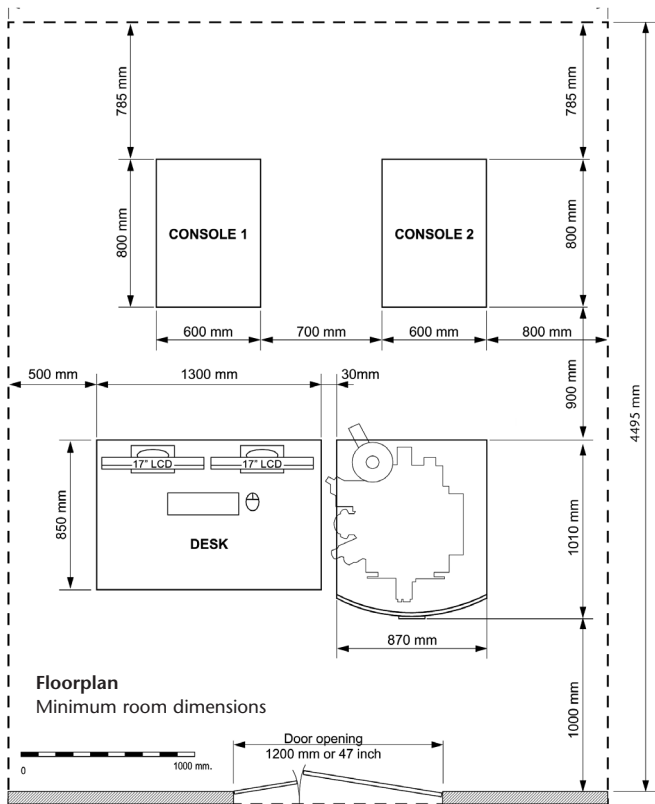 785 mm
785 mm
800 mm
CONSOLE 1
CONSOLE 2
800 mm
600 mm
700 mm
600 mm
800 mm
500 mm
1300 mm
30mm
900 mm
4495 mm
17" LCD
17" LCD
850 mm
DESK
1010 mm
870 mm
Floorplan
Minimum room dimensions
1000 mm
Door opening
1200 mm or 47 inch
0
1000 mm.